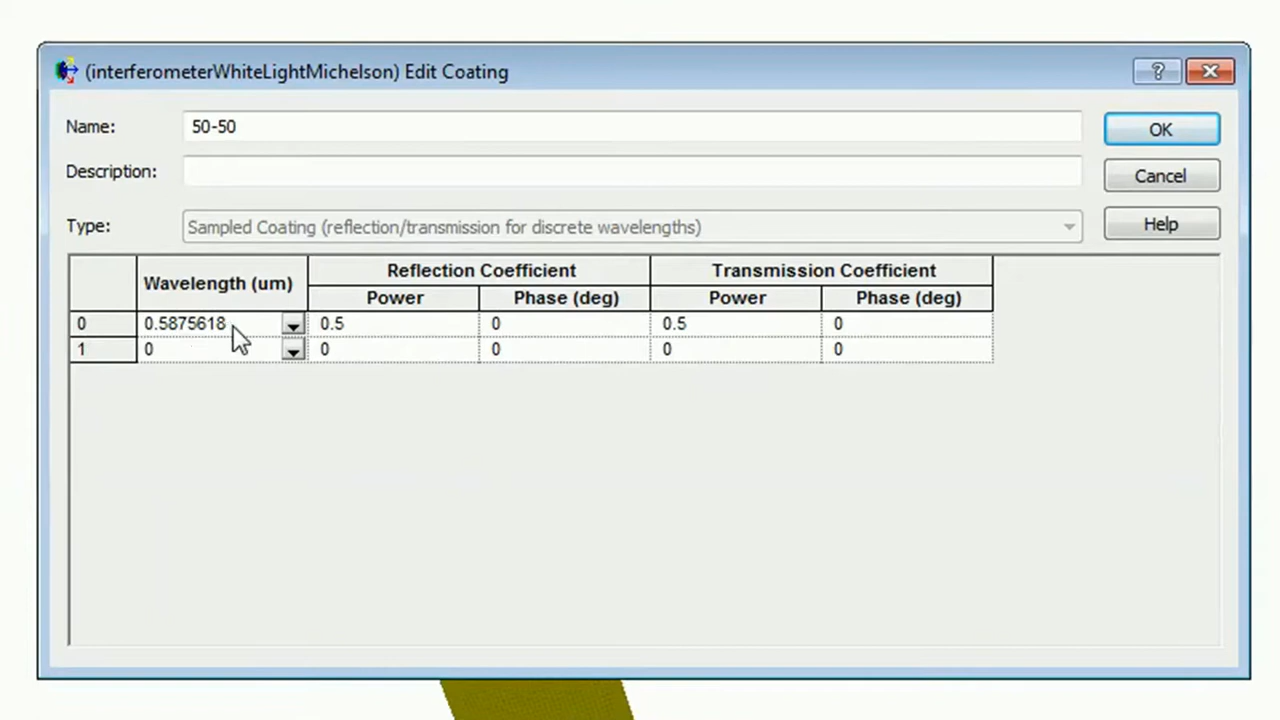 (interferometerWhiteLightMichelson) Edit Coating
?
Name: 50-50 OK
Description: Cancel
Type: Sampled Coating (reflection/transmission for discrete wavelengths) Help
Wavelength (um) Reflection Coefficient Transmission Coefficient
Power Phase (deg) Power Phase (deg)
0 0.5875618 0.5 0 0.5 0
1 0 0 0 0 0